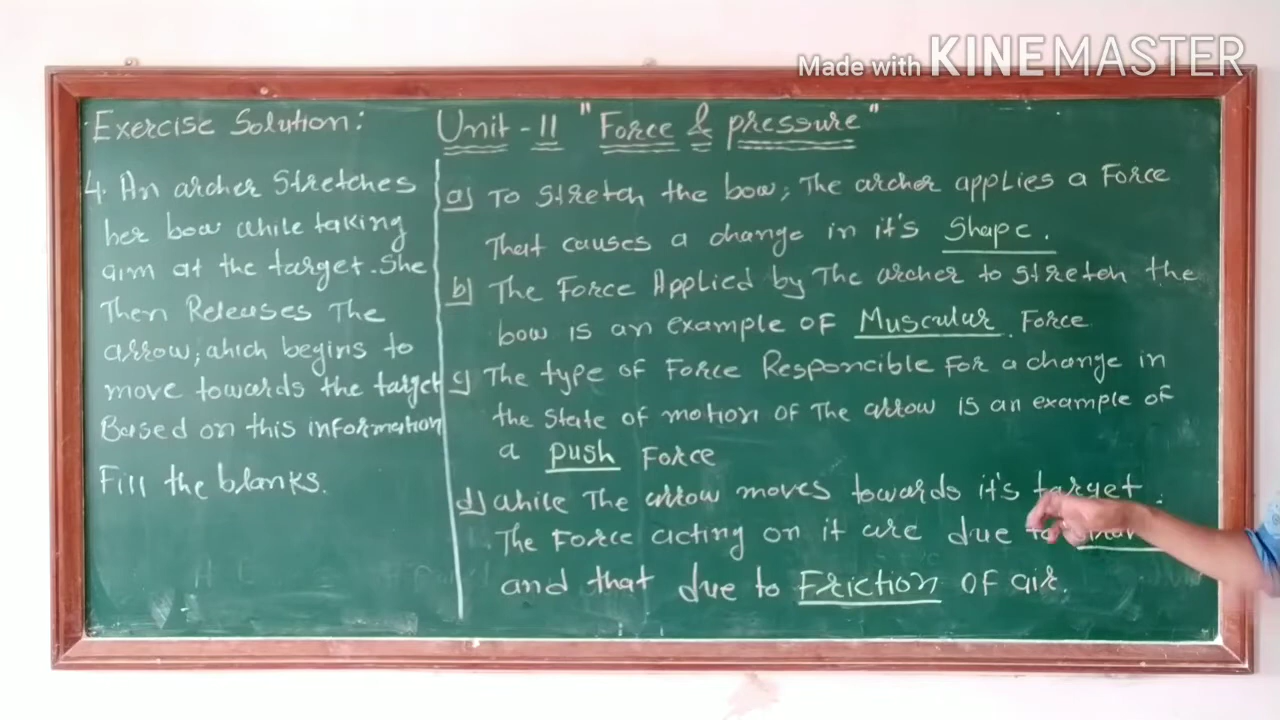 Made with KINEMASTER
Exercise Solution:
Unit - 11 "Force & pressure"
4. An archer Stretches
her bow while taking
aim at the target. She
Then Releases The
arrow, which begins to
move towards the target
Based on this information
Fill the blanks.
a) To Stretch the bow, The archer applies a Force
That causes a change in it's Shape.
b) The Force Applied by The archer to stretch the
bow is an example of Muscular Force
c) The type of Force Responcible For a change in
the State of motion of The arrow is an example of
a push Force
d) While The arrow moves towards it's target.
The Force acting on it are due to
and that due to Friction of air.